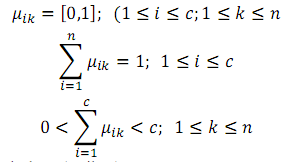 μ_ik = [0,1]; (1 ≤ i ≤ c; 1 ≤ k ≤ n
∑_{i=1}^{n} μ_ik = 1; 1 ≤ i ≤ c
0 < ∑_{i=1}^{c} μ_ik < c; 1 ≤ k ≤ n